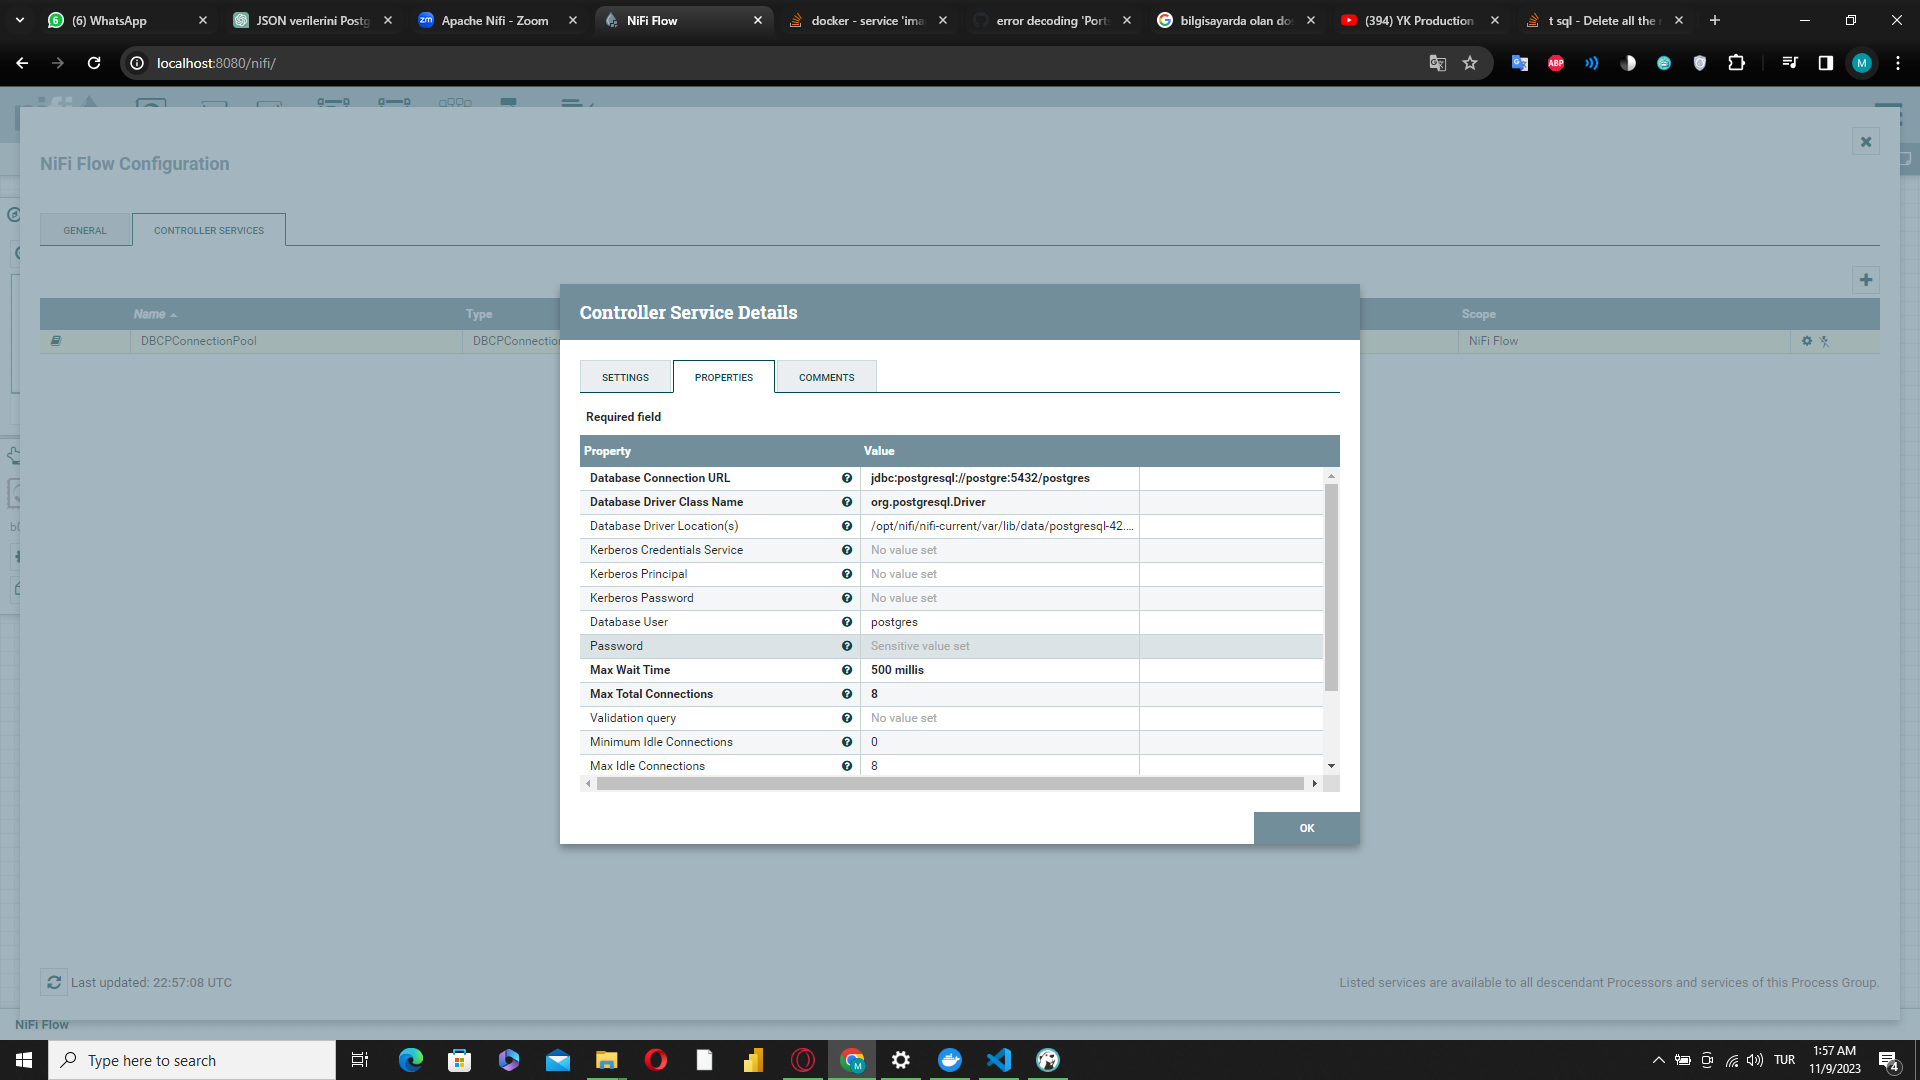 (6) WhatsApp
JSON verilerini Postg
Apache Nifi - Zoom
NiFi Flow
docker - service 'ima
error decoding 'Port
bilgisayarda olan do
(394) YK Production
t sql - Delete all the r
localhost:8080/nifi/
ABP
M
NiFi Flow Configuration
GENERAL
CONTROLLER SERVICES
Name
Type
Scope
DBCPConnectionPool
DBCPConnection
NiFi Flow
Controller Service Details
SETTINGS
PROPERTIES
COMMENTS
Required field
Property Value
Database Connection URL jdbc:postgresql://postgre:5432/postgres
Database Driver Class Name org.postgresql.Driver
Database Driver Location(s) /opt/nifi/nifi-current/var/lib/data/postgresql-42....
Kerberos Credentials Service No value set
Kerberos Principal No value set
Kerberos Password No value set
Database User postgres
Password Sensitive value set
Max Wait Time 500 millis
Max Total Connections 8
Validation query No value set
Minimum Idle Connections 0
Max Idle Connections 8
OK
Last updated: 22:57:08 UTC
Listed services are available to all descendant Processors and services of this Process Group.
NiFi Flow
Type here to search
TUR
1:57 AM
11/9/2023
4